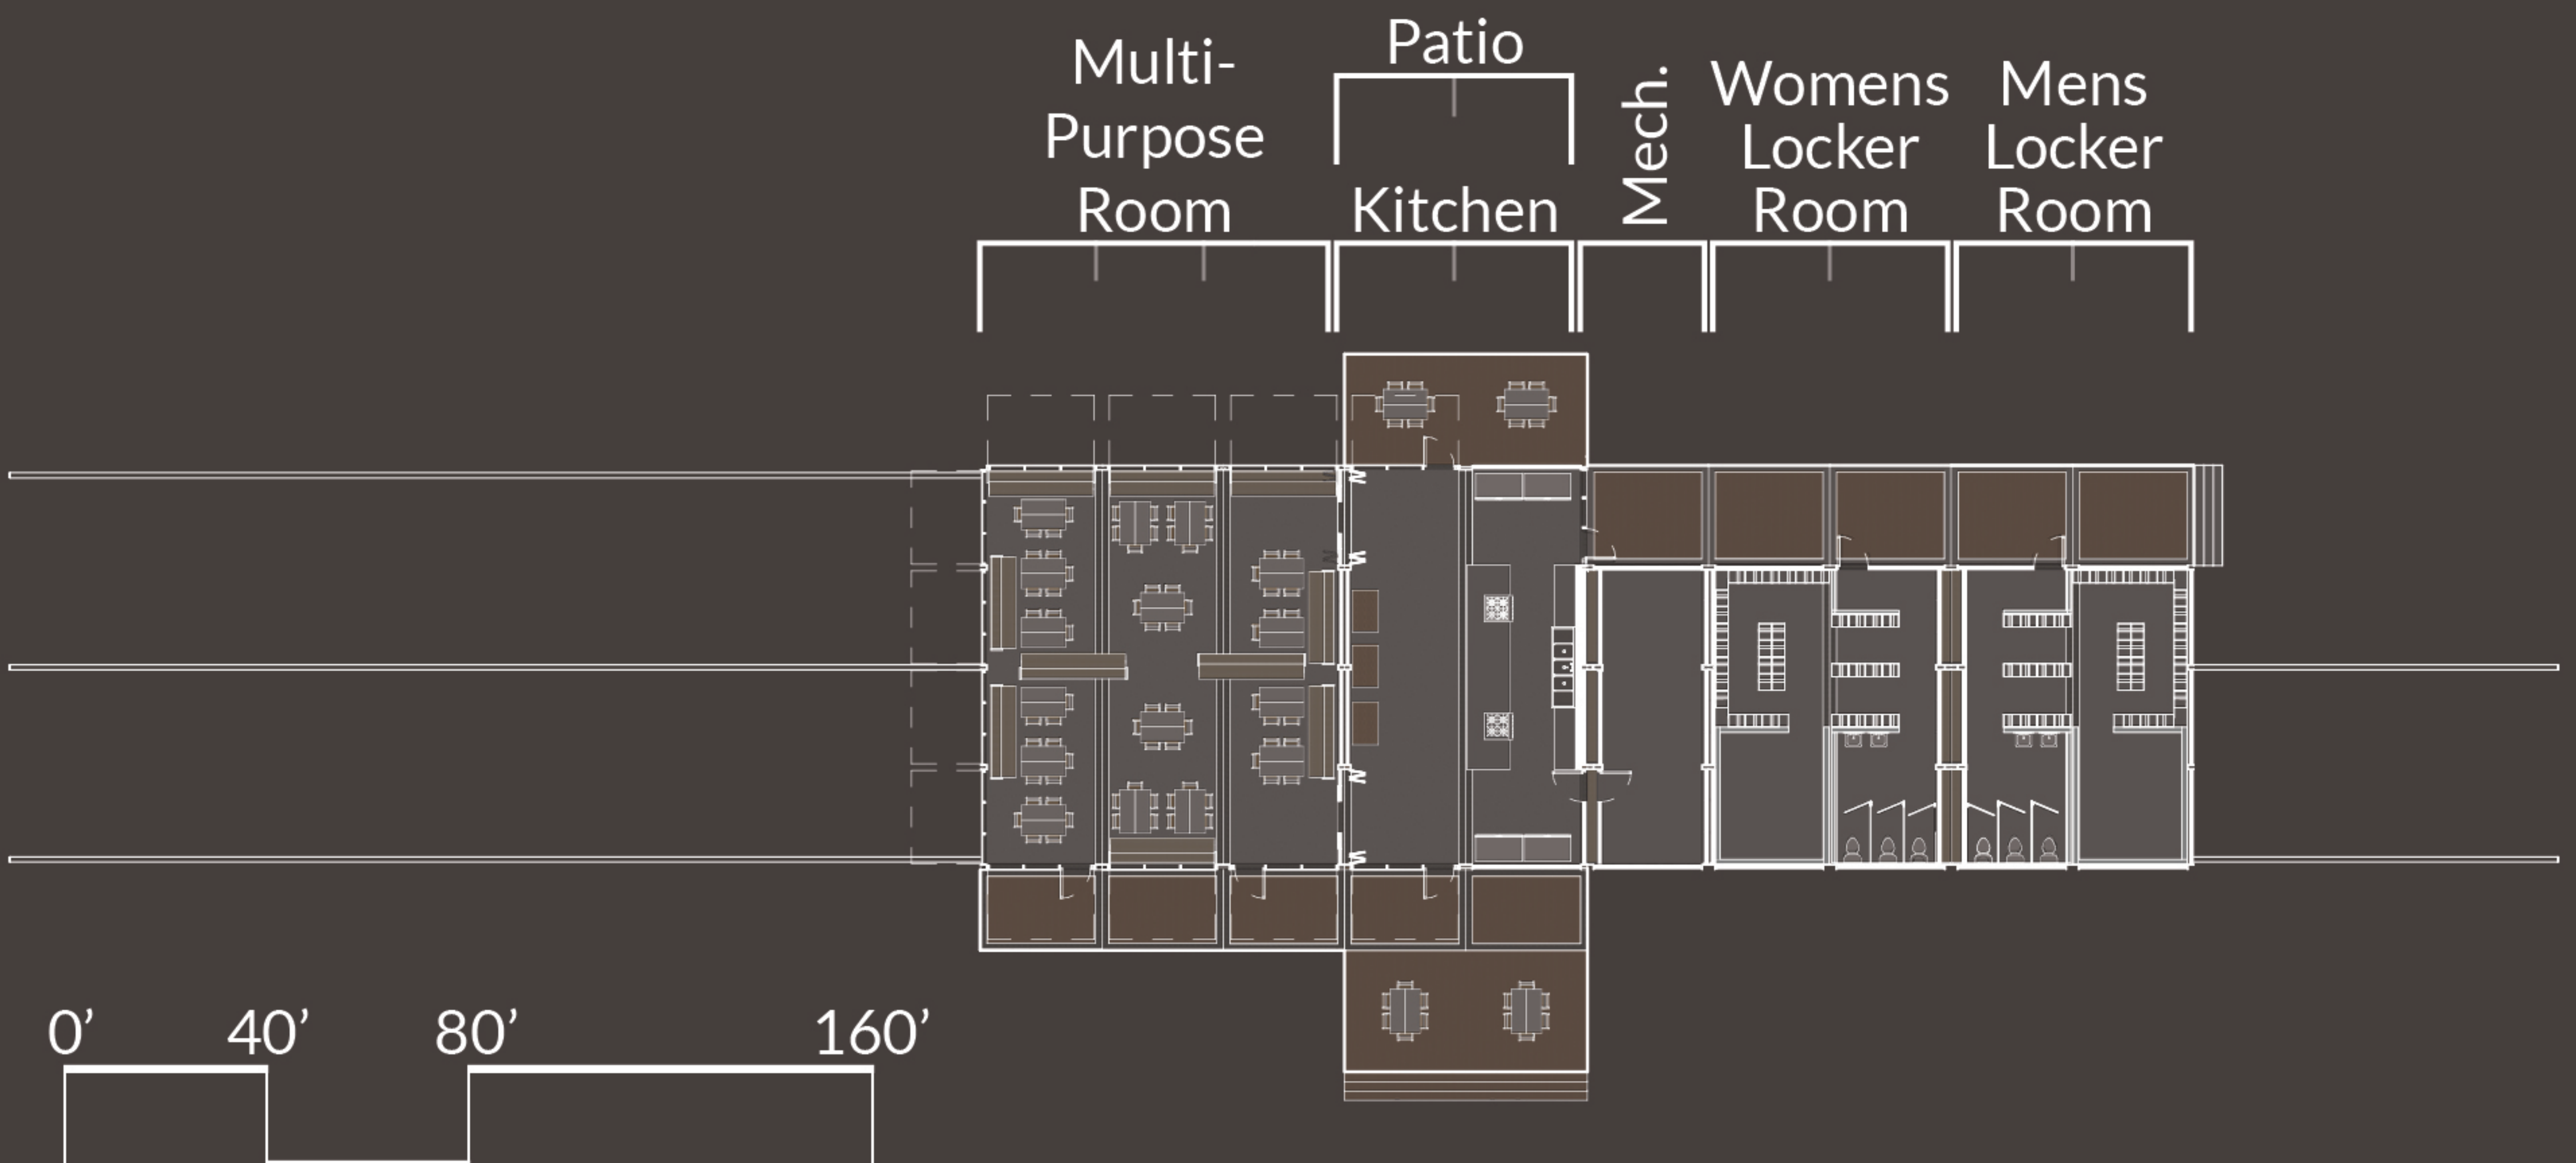 Multi-
Purpose
Room
Patio
Kitchen
Mech.
Womens
Locker
Room
Mens
Locker
Room
0’ 40’ 80’ 160’